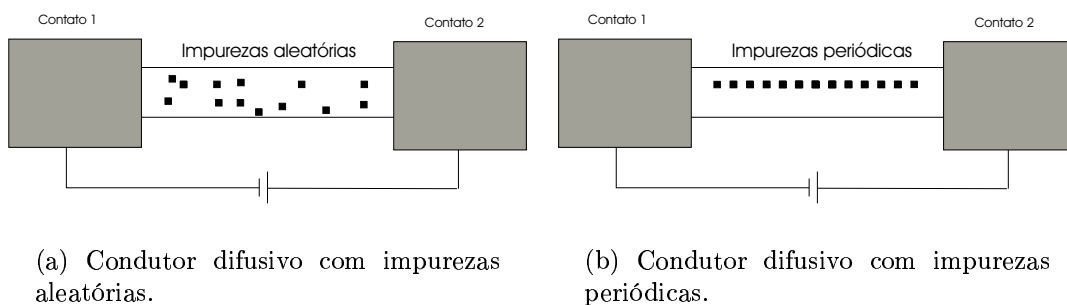 Contato 1
Contato 2
Impurezas aleatórias
Contato 1
Contato 2
Impurezas periódicas
(a) Condutor difusivo com impurezas
aleatórias.
(b) Condutor difusivo com impurezas
periódicas.